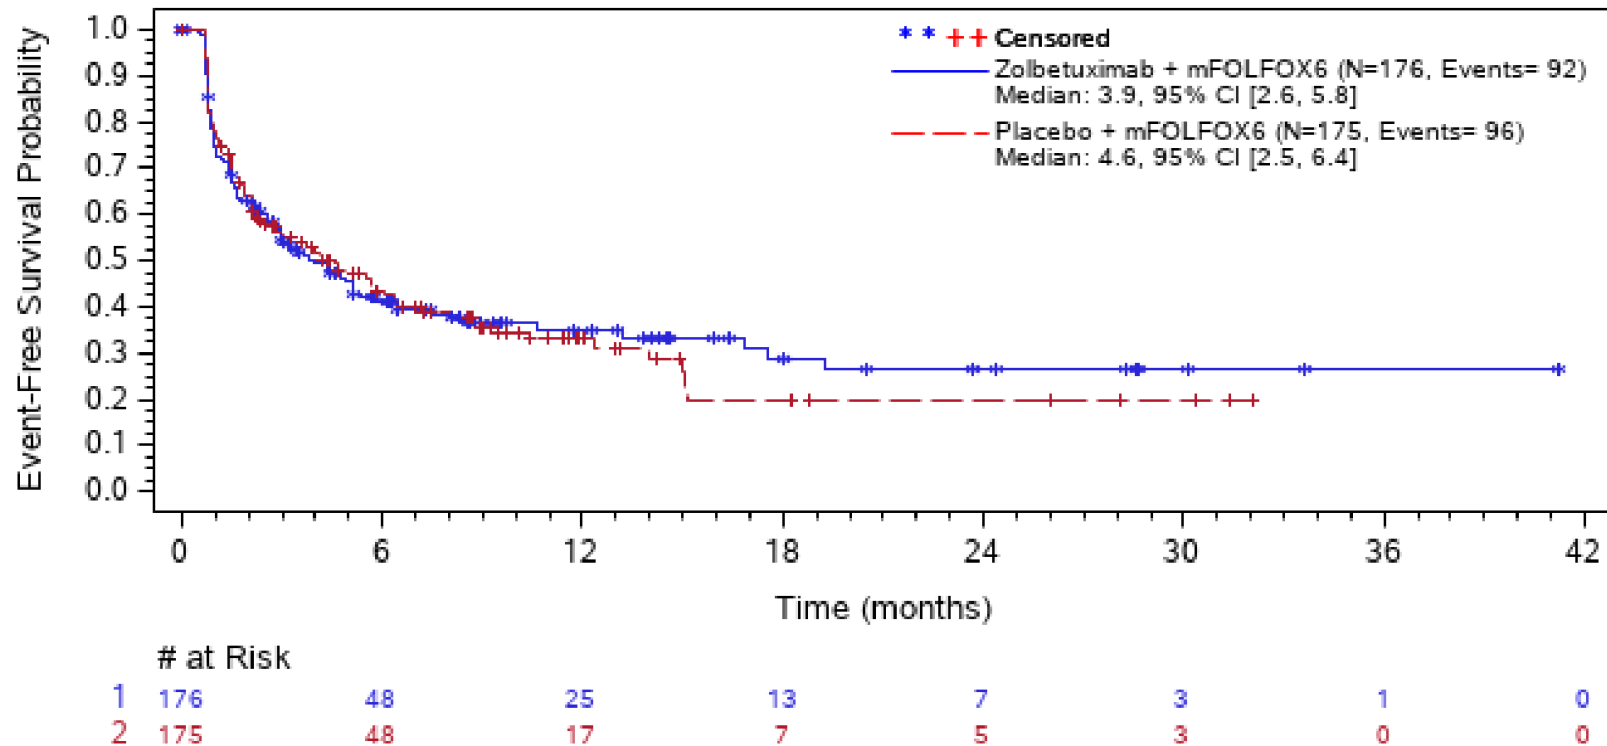 Event-Free Survival Probability
1.0
0.9
0.8
0.7
0.6
0.5
0.4
0.3
0.2
0.1
0.0
Censored
Zolbetuximab + mFOLFOX6 (N=176, Events= 92)
Median: 3.9, 95% CI [2.6, 5.8]
Placebo + mFOLFOX6 (N=175, Events= 96)
Median: 4.6, 95% CI [2.5, 6.4]
0 6 12 18 24 30 36 42
Time (months)
# at Risk
1 176 48 25 13 7 3 1 0
2 175 48 17 7 5 3 0 0